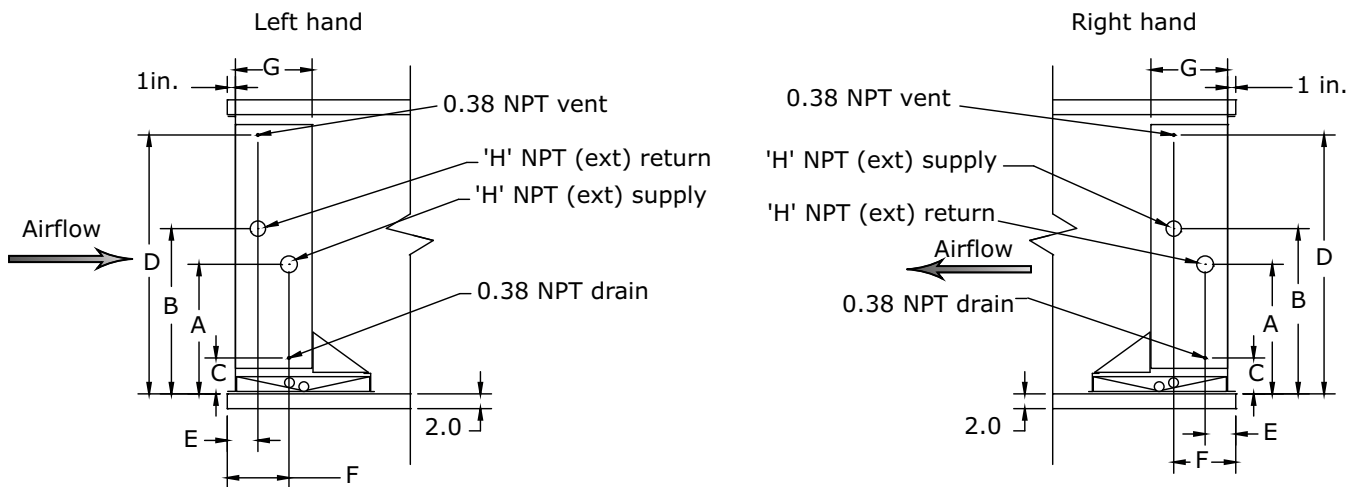 Left hand
G
1in.
0.38 NPT vent
'H' NPT (ext) return
'H' NPT (ext) supply
Airflow
D
B
A
0.38 NPT drain
C
2.0
E
F
Right hand
G
1 in.
0.38 NPT vent
'H' NPT (ext) supply
'H' NPT (ext) return
Airflow
D
B
A
0.38 NPT drain
C
2.0
E
F